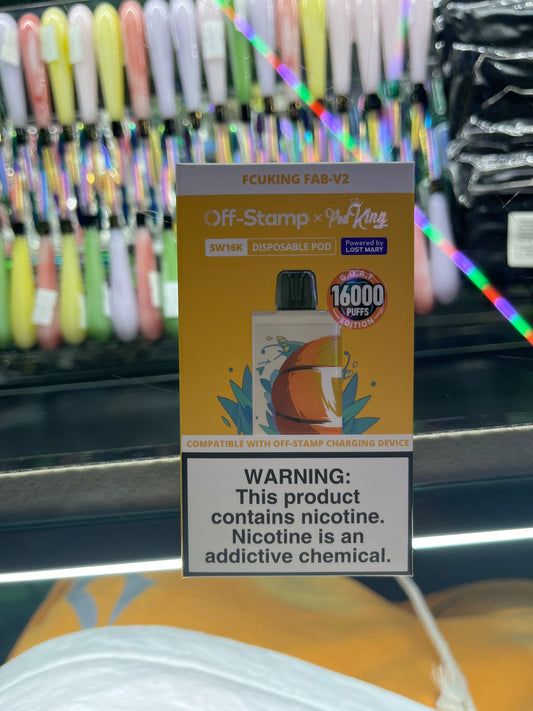 FCUKING FAB-V2
Off-Stamp × Pod King
SW16K DISPOSABLE POD Powered by LOST MARY
G.O.A.T.
16000
PUFFS
EDITION
COMPATIBLE WITH OFF-STAMP CHARGING DEVICE
WARNING:
This product
contains nicotine.
Nicotine is an
addictive chemical.